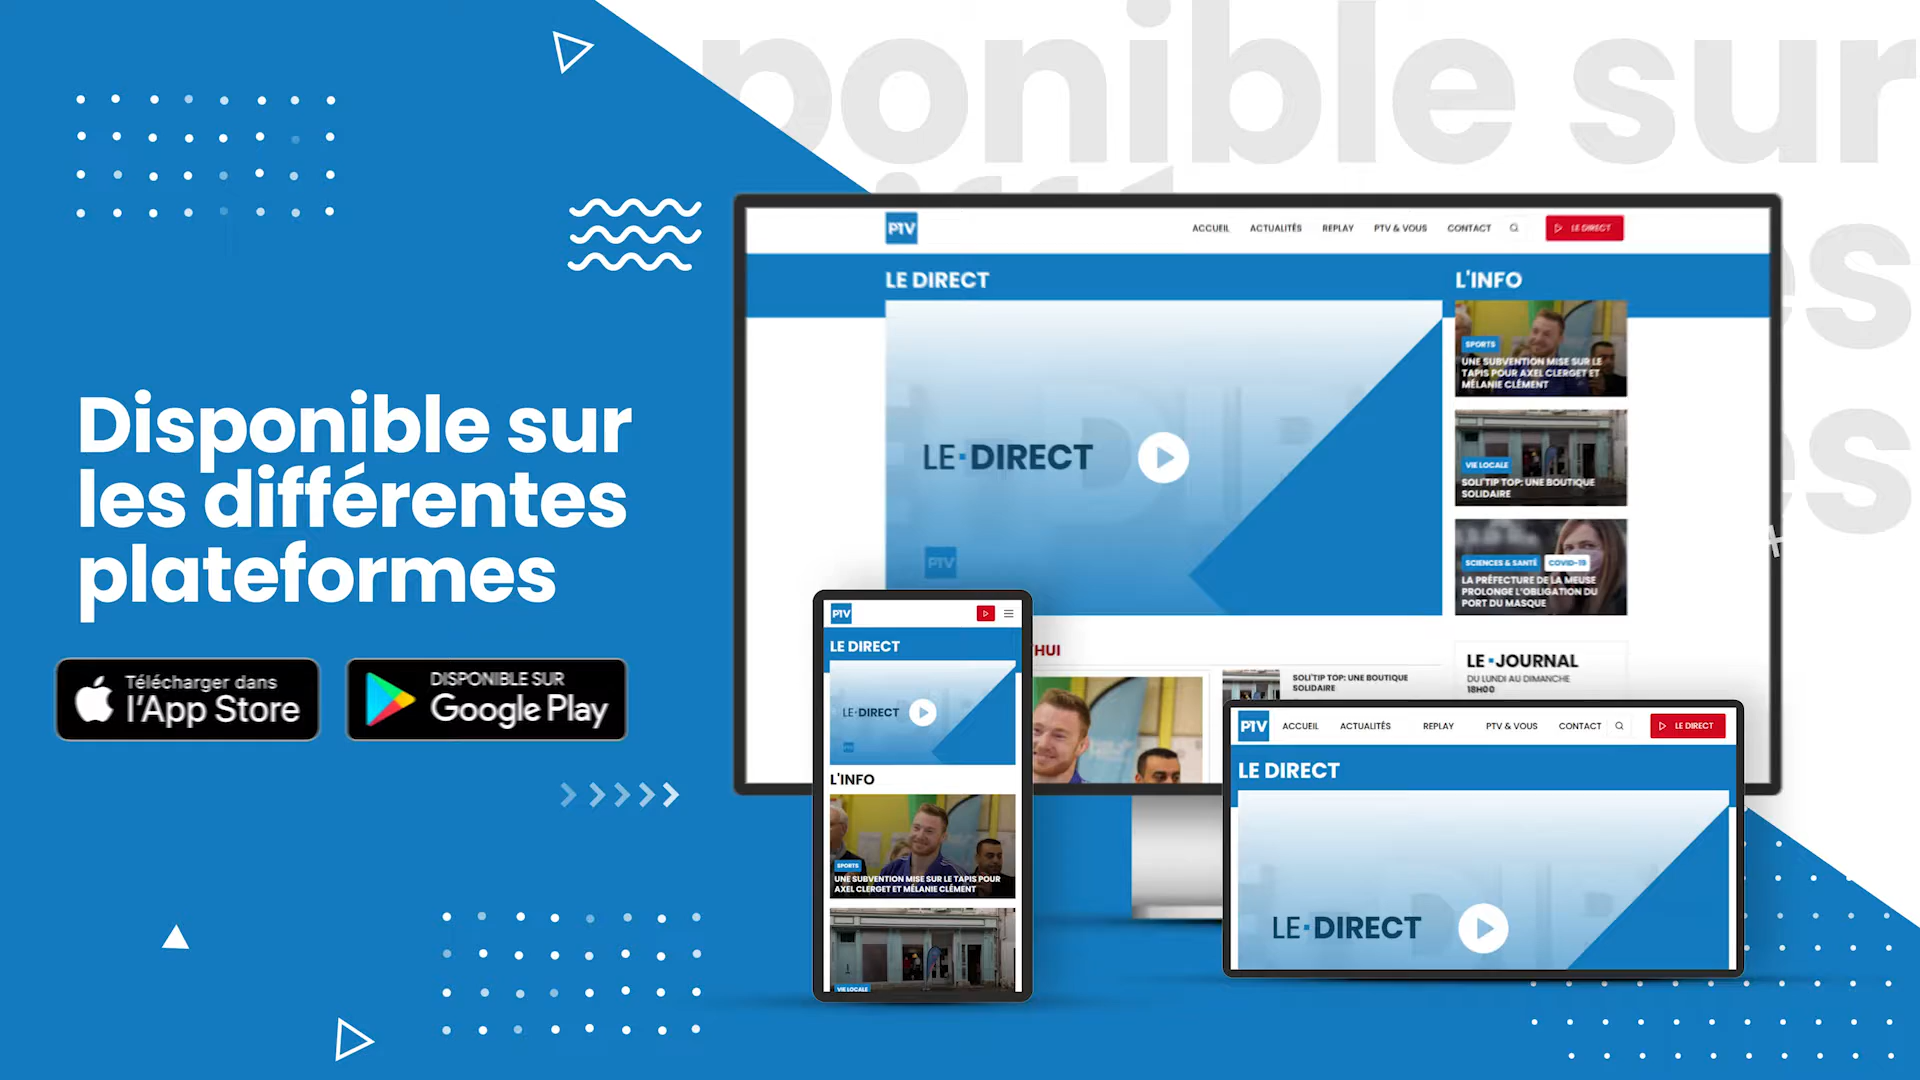 ponible sur
Disponible sur
les différentes
plateformes
Télécharger dans
l'App Store
DISPONIBLE SUR
Google Play
PTV
ACCUEIL ACTUALITÉS REPLAY PTV & VOUS CONTACT LE DIRECT
LE DIRECT
LE·DIRECT
PTV
L'INFO
SPORTS
UNE SUBVENTION MISE SUR LE
TAPIS POUR AXEL CLERGET ET
MÉLANIE CLÉMENT
VIE LOCALE
SOLI'TIP TOP: UNE BOUTIQUE
SOLIDAIRE
SCIENCES & SANTÉ COVID-19
LA PRÉFECTURE DE LA MEUSE
PROLONGE L'OBLIGATION DU
PORT DU MASQUE
'HUI
SOLI'TIP TOP: UNE BOUTIQUE
SOLIDAIRE
LE·JOURNAL
DU LUNDI AU DIMANCHE
18H00
PTV
LE DIRECT
LE·DIRECT
L'INFO
SPORTS
UNE SUBVENTION MISE SUR LE TAPIS POUR
AXEL CLERGET ET MÉLANIE CLÉMENT
VIE LOCALE
PTV ACCUEIL ACTUALITÉS REPLAY PTV & VOUS CONTACT LE DIRECT
LE DIRECT
LE·DIRECT